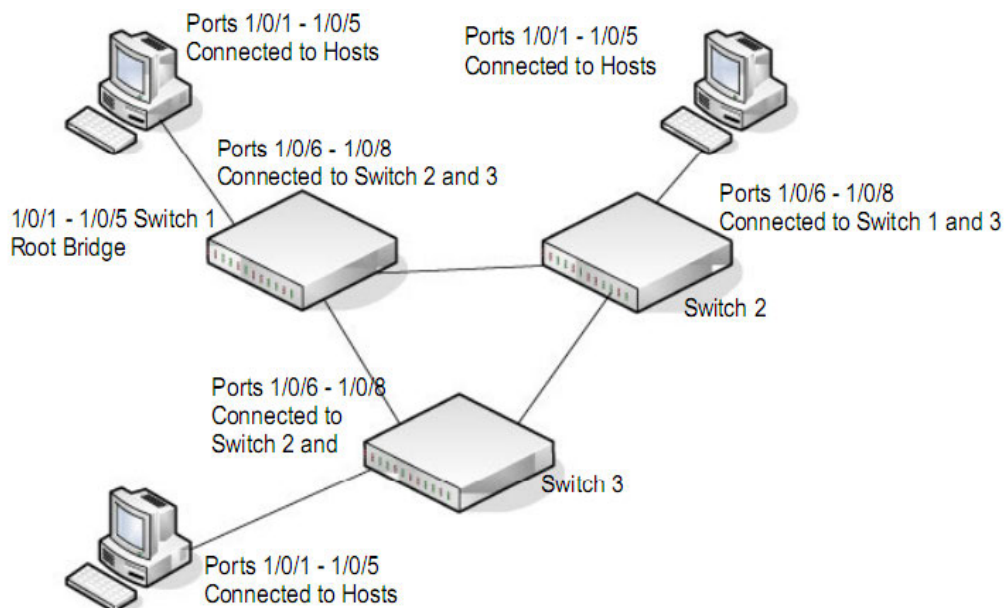 Ports 1/0/1 - 1/0/5
Connected to Hosts
Ports 1/0/1 - 1/0/5
Connected to Hosts
Ports 1/0/6 - 1/0/8
Connected to Switch 2 and 3
Ports 1/0/6 - 1/0/8
Connected to Switch 1 and 3
1/0/1 - 1/0/5 Switch 1
Root Bridge
Switch 2
Ports 1/0/6 - 1/0/8
Connected to
Switch 2 and
Switch 3
Ports 1/0/1 - 1/0/5
Connected to Hosts